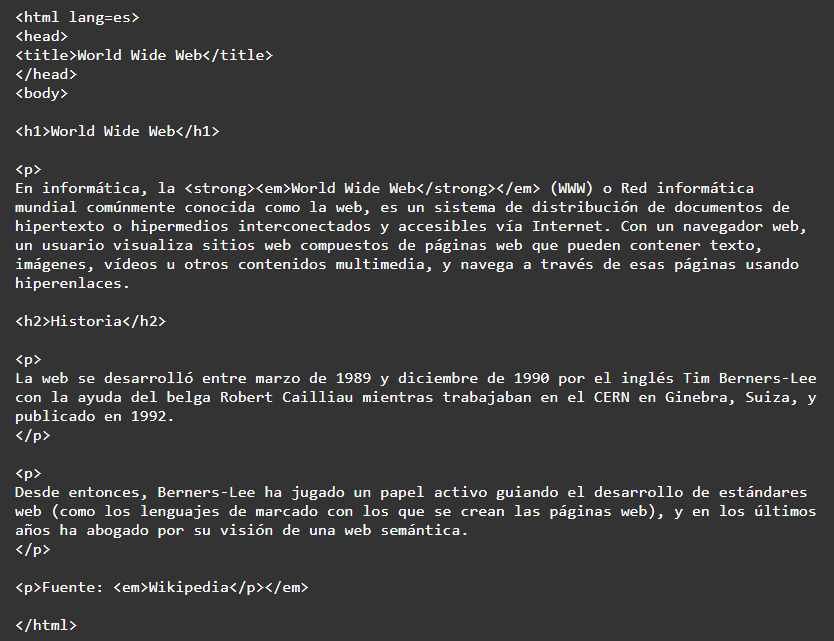 <html lang=es>
<head>
<title>World Wide Web</title>
</head>
<body>
<h1>World Wide Web</h1>
<p>
En informática, la <strong><em>World Wide Web</strong></em> (WWW) o Red informática
mundial comúnmente conocida como la web, es un sistema de distribución de documentos de
hipertexto o hipermedios interconectados y accesibles vía Internet. Con un navegador web,
un usuario visualiza sitios web compuestos de páginas web que pueden contener texto,
imágenes, vídeos u otros contenidos multimedia, y navega a través de esas páginas usando
hiperenlaces.
<h2>Historia</h2>
<p>
La web se desarrolló entre marzo de 1989 y diciembre de 1990 por el inglés Tim Berners-Lee
con la ayuda del belga Robert Cailliau mientras trabajaban en el CERN en Ginebra, Suiza, y
publicado en 1992.
</p>
<p>
Desde entonces, Berners-Lee ha jugado un papel activo guiando el desarrollo de estándares
web (como los lenguajes de marcado con los que se crean las páginas web), y en los últimos
años ha abogado por su visión de una web semántica.
</p>
<p>Fuente: <em>Wikipedia</p></em>
</html>